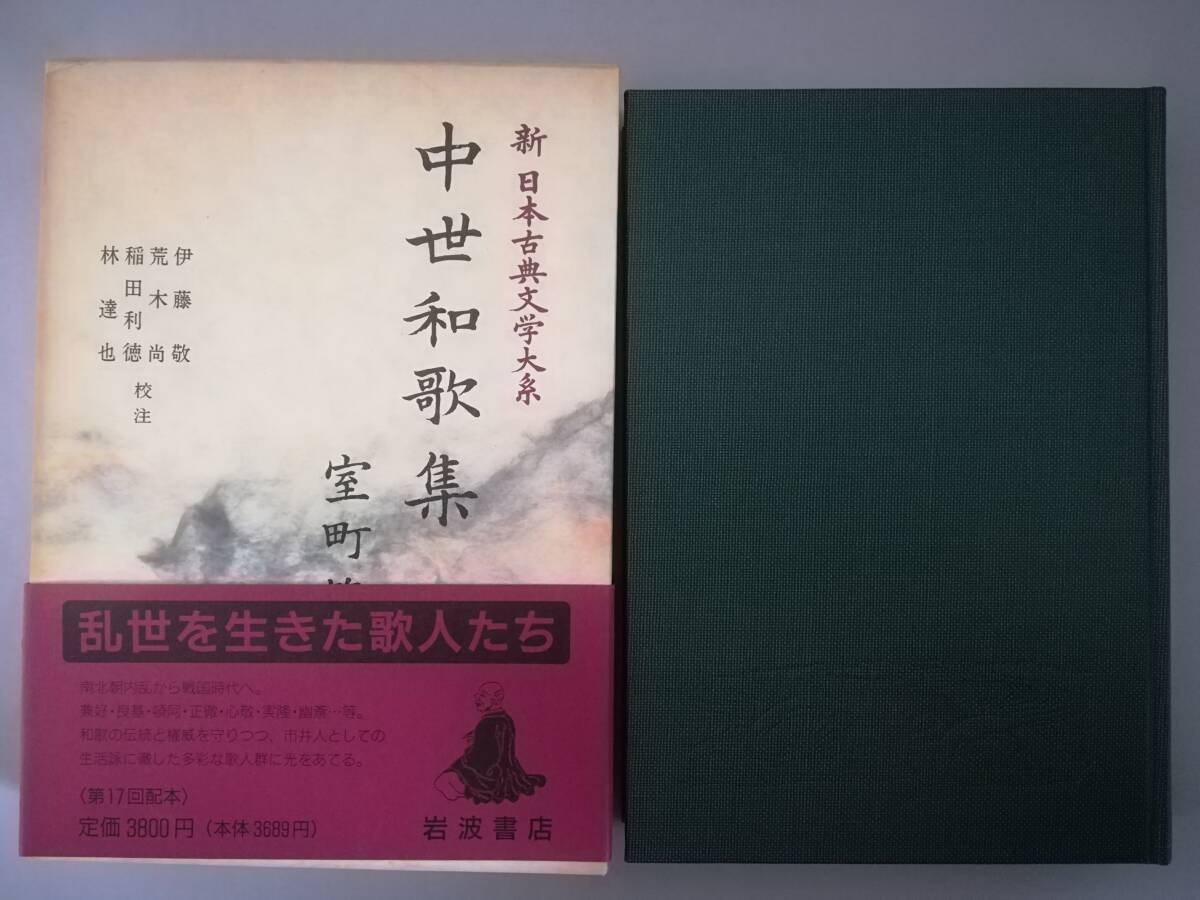 新 日本古典文学大系
中世和歌集
室町篇
伊藤敬
荒木尚
稲田利徳
林達也
校注
乱世を生きた歌人たち
南北朝内乱から戦国時代へ。
兼好・良基・頓阿・正徹・心敬・実隆・幽斎…等。
和歌の伝統と権威を守りつつ、市井人としての
生活詠に徹した多彩な歌人群に光をあてる。
〈第17回配本〉
定価3800円（本体3689円）
岩波書店